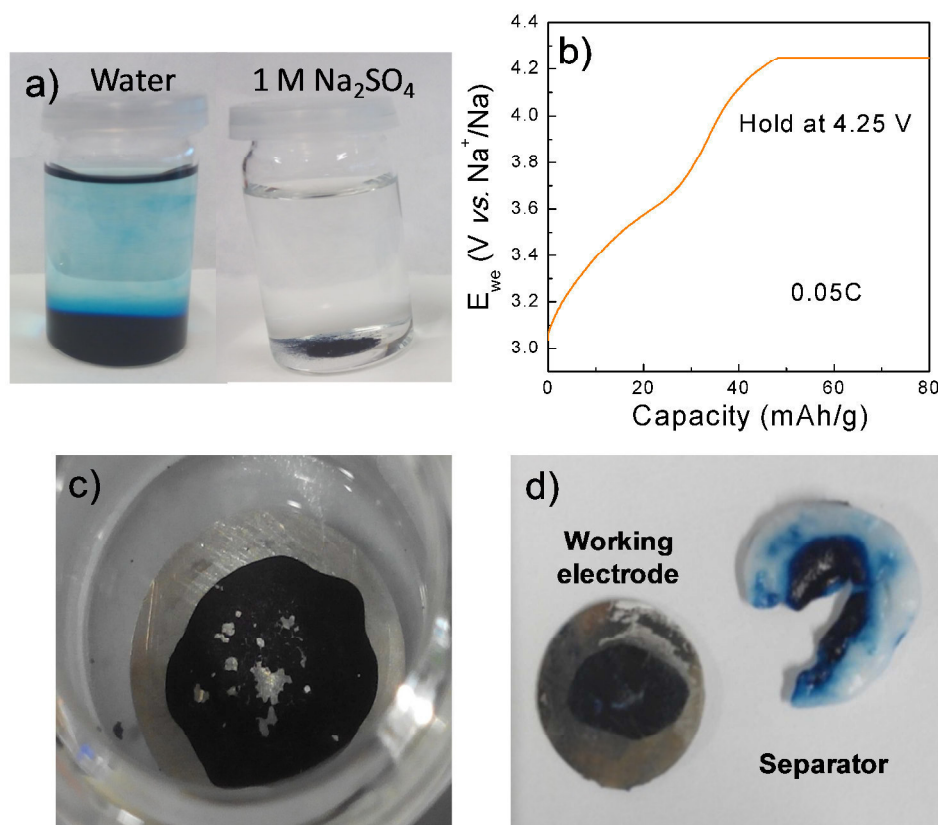 a)
Water
1 M Na₂SO₄
b)
4.4
4.2
4.0
3.8
3.6
3.4
3.2
3.0
E_we (V vs. Na⁺/Na)
Hold at 4.25 V
0.05C
0
20
40
60
80
Capacity (mAh/g)
c)
d)
Working
electrode
Separator